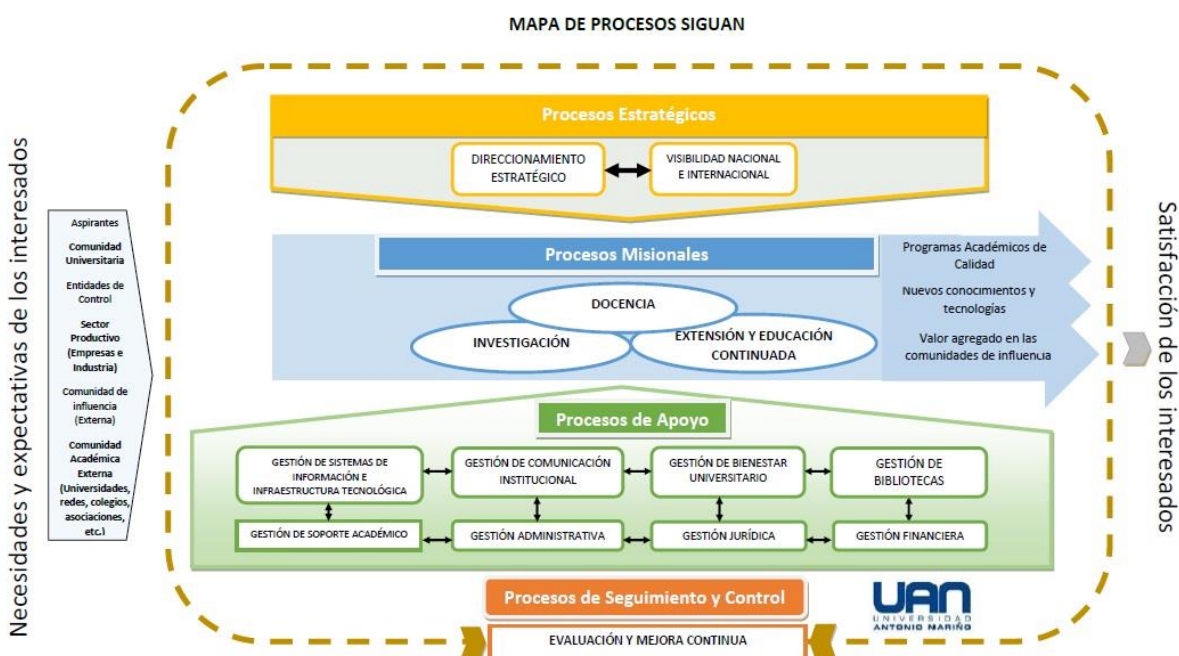 MAPA DE PROCESOS SIGUAN
Necesidades y expectativas de los interesados
Aspirantes
Comunidad
Universitaria
Entidades de
Control
Sector
Productivo
(Empresas e
Industria)
Comunidad de
influencia
(Externa)
Comunidad
Académica
Externa
(Universidades,
redes, colegios,
asociaciones,
etc.)
Procesos Estratégicos
DIRECCIONAMIENTO
ESTRATÉGICO
VISIBILIDAD NACIONAL
E INTERNACIONAL
Procesos Misionales
DOCENCIA
INVESTIGACIÓN
EXTENSIÓN Y EDUCACIÓN
CONTINUADA
Programas Académicos de
Calidad
Nuevos conocimientos y
tecnologías
Valor agregado en las
comunidades de influencia
Procesos de Apoyo
GESTIÓN DE SISTEMAS DE
INFORMACIÓN E
INFRAESTRUCTURA TECNOLÓGICA
GESTIÓN DE COMUNICACIÓN
INSTITUCIONAL
GESTIÓN DE BIENESTAR
UNIVERSITARIO
GESTIÓN DE
BIBLIOTECAS
GESTIÓN DE SOPORTE ACADÉMICO
GESTIÓN ADMINISTRATIVA
GESTIÓN JURÍDICA
GESTIÓN FINANCIERA
Procesos de Seguimiento y Control
EVALUACIÓN Y MEJORA CONTINUA
UAN
UNIVERSIDAD
ANTONIO NARIÑO
Satisfacción de los interesados